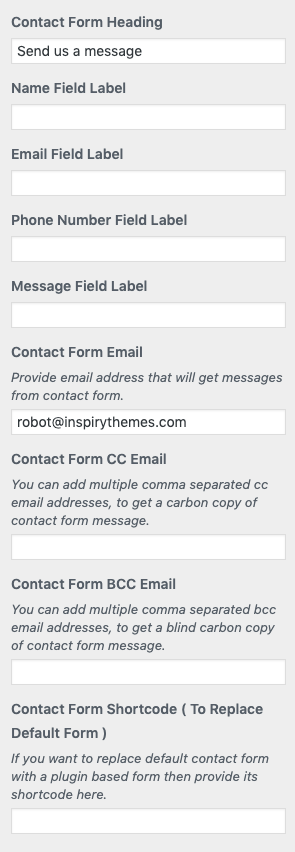 Contact Form Heading
Send us a message
Name Field Label
Email Field Label
Phone Number Field Label
Message Field Label
Contact Form Email
Provide email address that will get messages
from contact form.
robot@inspirythemes.com
Contact Form CC Email
You can add multiple comma separated cc
email addresses, to get a carbon copy of
contact form message.
Contact Form BCC Email
You can add multiple comma separated bcc
email addresses, to get a blind carbon copy
of contact form message.
Contact Form Shortcode ( To Replace
Default Form )
If you want to replace default contact form
with a plugin based form then provide its
shortcode here.